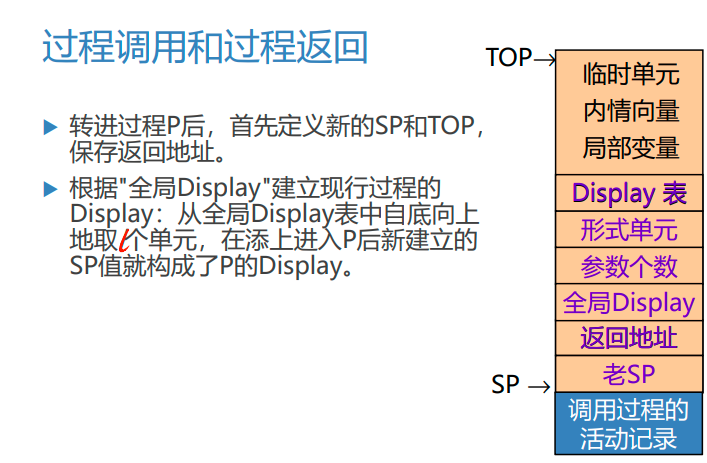 过程调用和过程返回
转进过程P后，首先定义新的SP和TOP，
保存返回地址。
根据"全局Display"建立现行过程的
Display：从全局Display表中自底向上
地取l个单元，在添上进入P后新建立的
SP值就构成了P的Display。
TOP
临时单元
内情向量
局部变量
Display 表
形式单元
参数个数
全局Display
返回地址
老SP
SP
调用过程的
活动记录